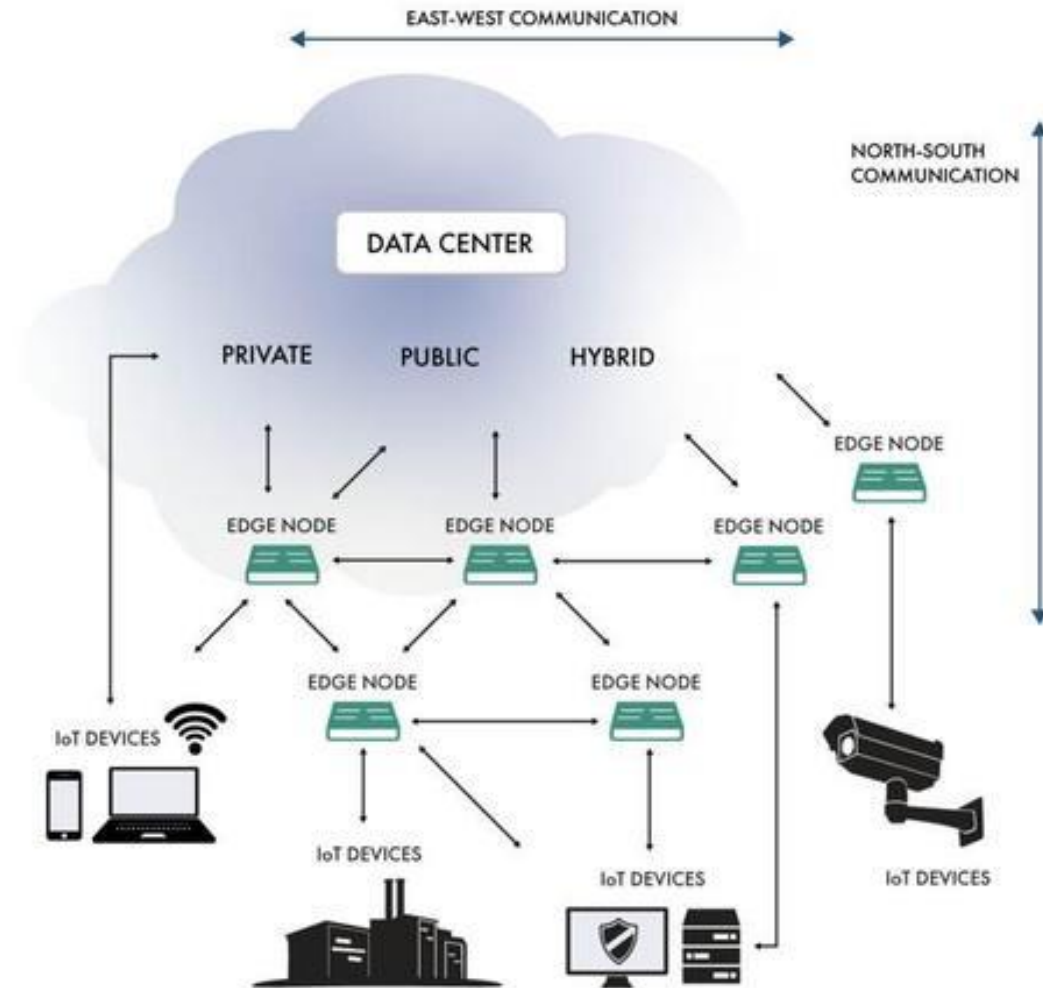 EAST-WEST COMMUNICATION
NORTH-SOUTH
COMMUNICATION
DATA CENTER
PRIVATE
PUBLIC
HYBRID
EDGE NODE
EDGE NODE
EDGE NODE
EDGE NODE
EDGE NODE
EDGE NODE
IoT DEVICES
IoT DEVICES
IoT DEVICES
IoT DEVICES